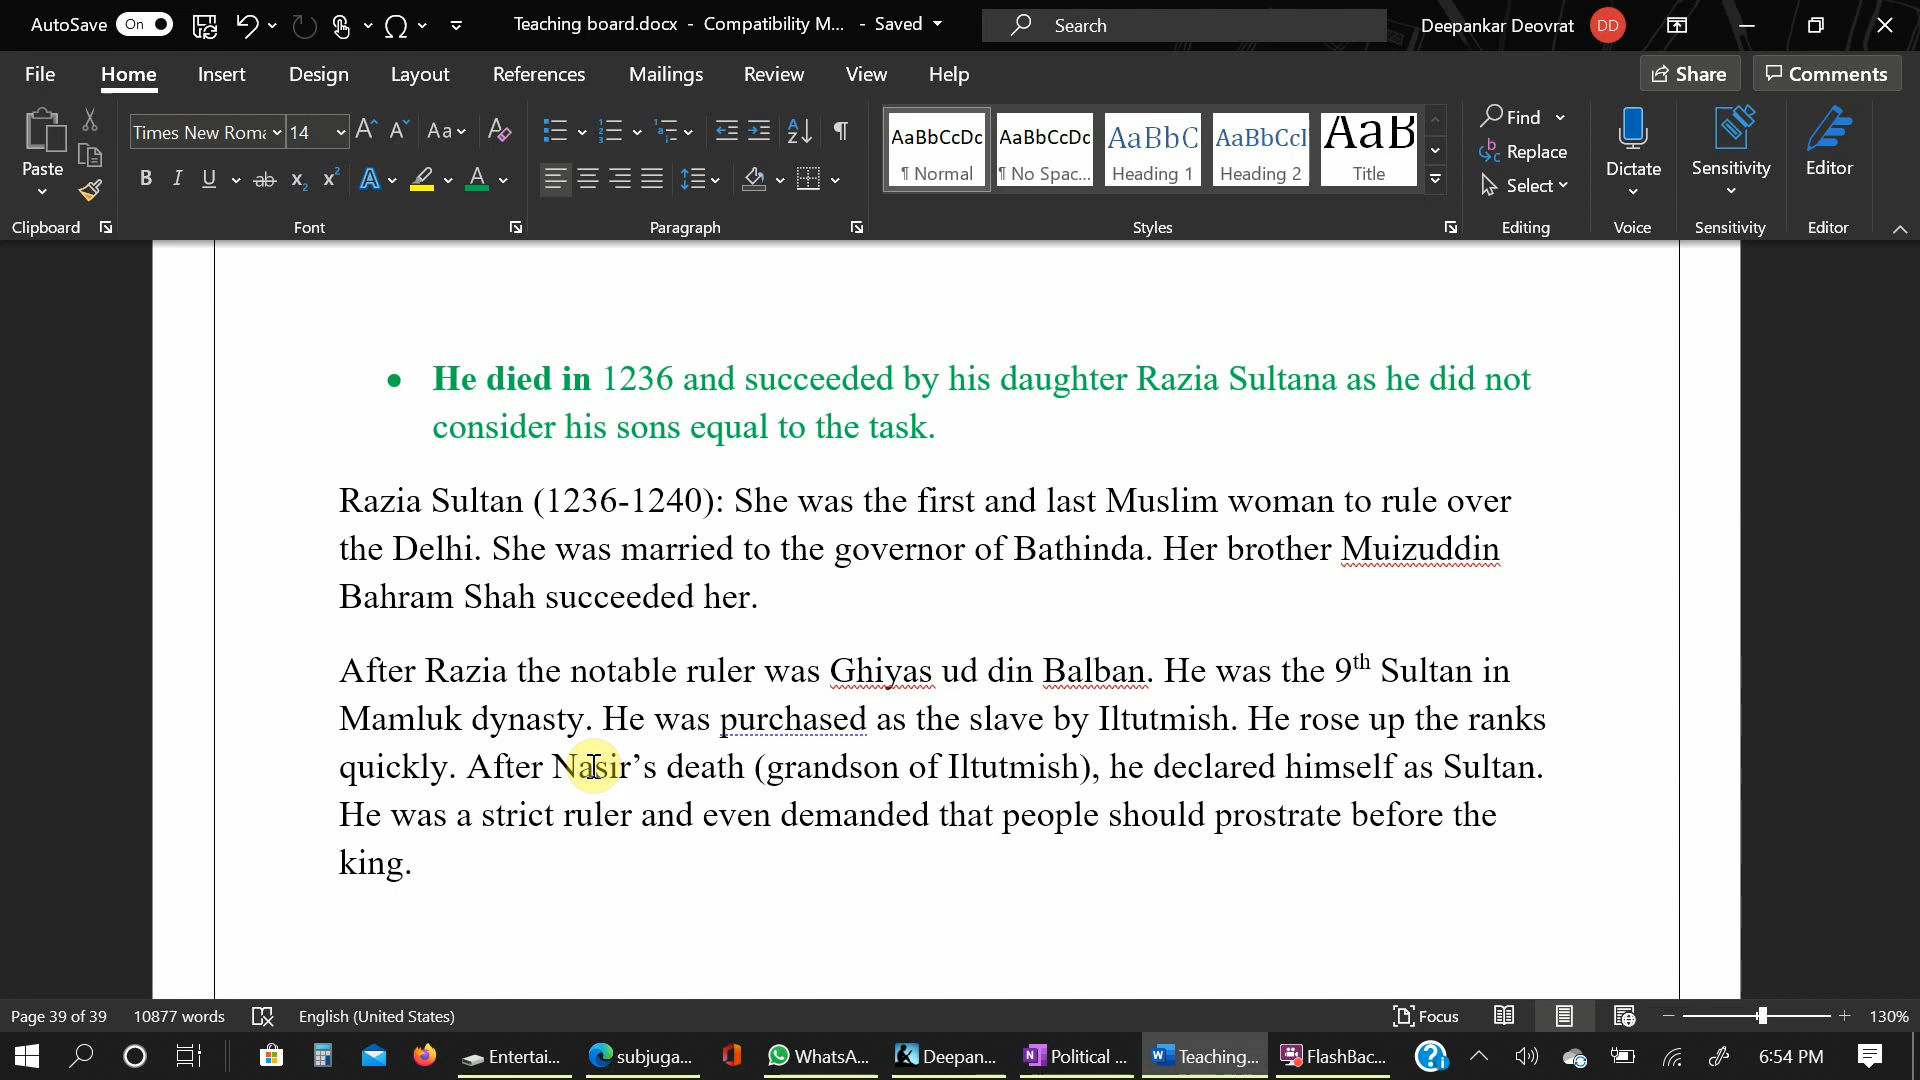 AutoSave On Teaching board.docx - Compatibility M... - Saved Search Deepankar Deovrat DD
File Home Insert Design Layout References Mailings Review View Help Share Comments
Paste Times New Roma 14 Aa AaBbCcDc AaBbCcDc AaBbC AaBbCcI AaB Find Replace Select Dictate Sensitivity Editor
¶ Normal ¶ No Spac... Heading 1 Heading 2 Title
Clipboard Font Paragraph Styles Editing Voice Sensitivity Editor
• He died in 1236 and succeeded by his daughter Razia Sultana as he did not
consider his sons equal to the task.
Razia Sultan (1236-1240): She was the first and last Muslim woman to rule over
the Delhi. She was married to the governor of Bathinda. Her brother Muizuddin
Bahram Shah succeeded her.
After Razia the notable ruler was Ghiyas ud din Balban. He was the 9th Sultan in
Mamluk dynasty. He was purchased as the slave by Iltutmish. He rose up the ranks
quickly. After Nasir’s death (grandson of Iltutmish), he declared himself as Sultan.
He was a strict ruler and even demanded that people should prostrate before the
king.
Page 39 of 39 10877 words English (United States) Focus 130%
Entertai... subjuga... WhatsA... Deepan... Political ... Teaching... FlashBac... 6:54 PM